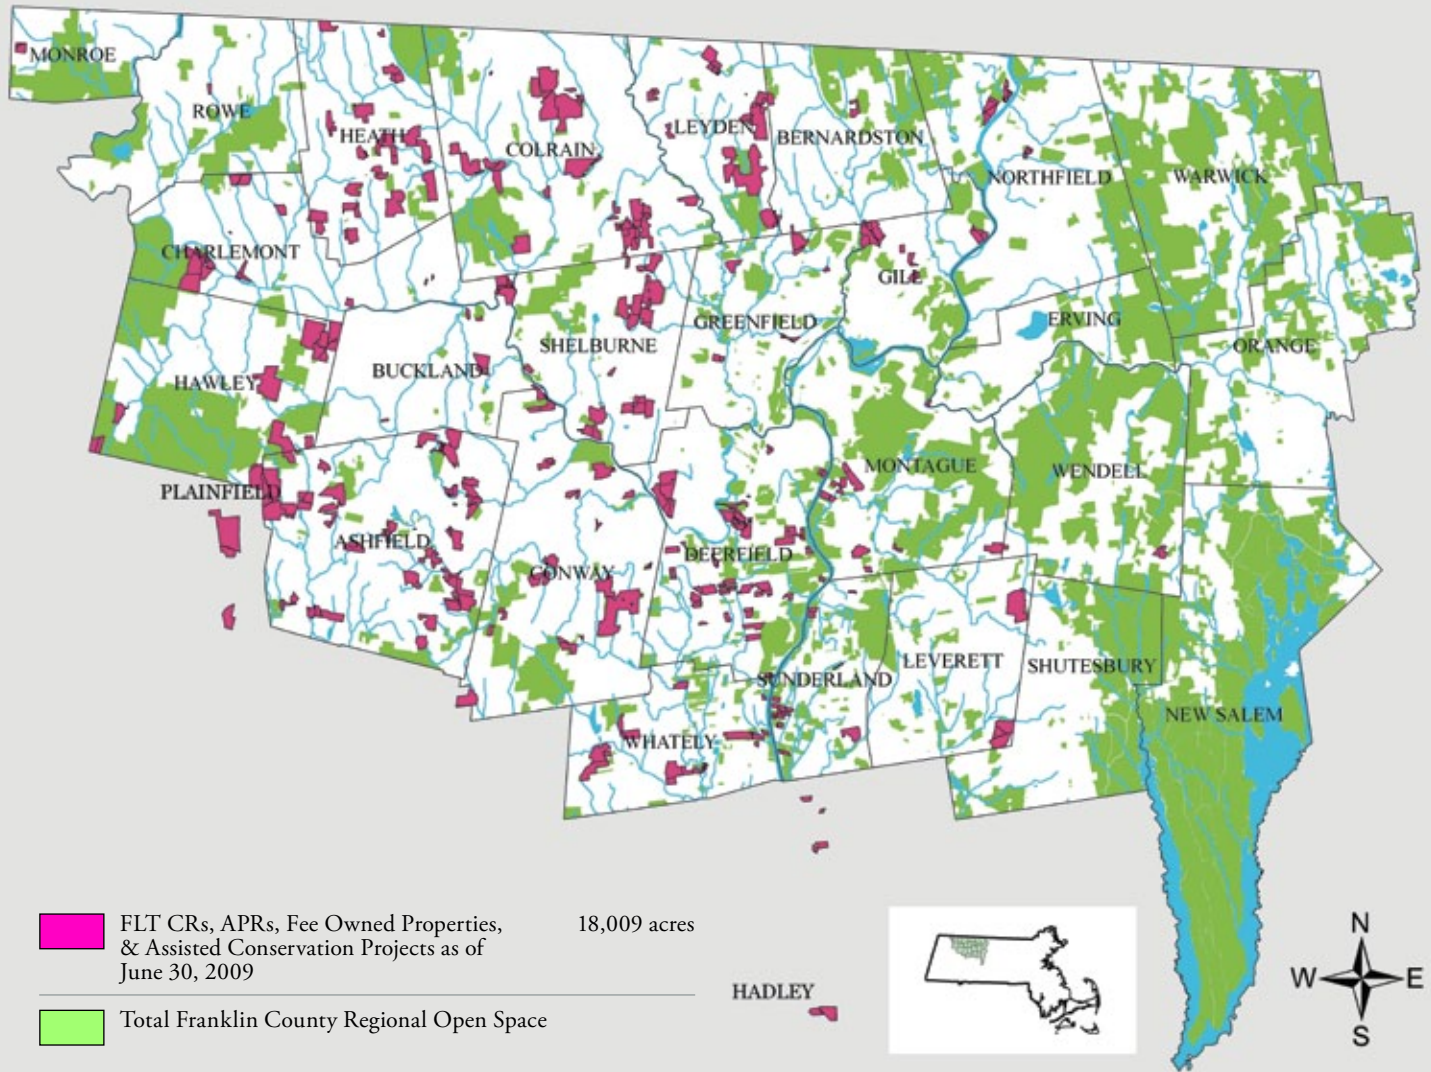 MONROE
ROWE
HEATH
COLRAIN
LEYDEN
BERNARDSTON
NORTHFIELD
WARWICK
CHARLEMONT
GILL
GREENFIELD
ERVING
ORANGE
SHELBURNE
BUCKLAND
HAWLEY
MONTAGUE
WENDELL
PLAINFIELD
ASHFIELD
DEERFIELD
CONWAY
LEVERETT
SHUTESBURY
SUNDERLAND
NEW SALEM
WHATELY
FLT CRs, APRs, Fee Owned Properties, 18,009 acres
& Assisted Conservation Projects as of
June 30, 2009
Total Franklin County Regional Open Space
HADLEY
N
W E
S